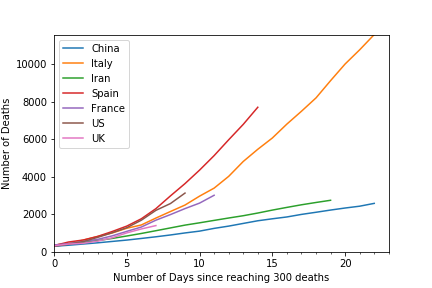 China
Italy
Iran
Spain
France
US
UK
Number of Deaths
10000
8000
6000
4000
2000
0
0 5 10 15 20
Number of Days since reaching 300 deaths